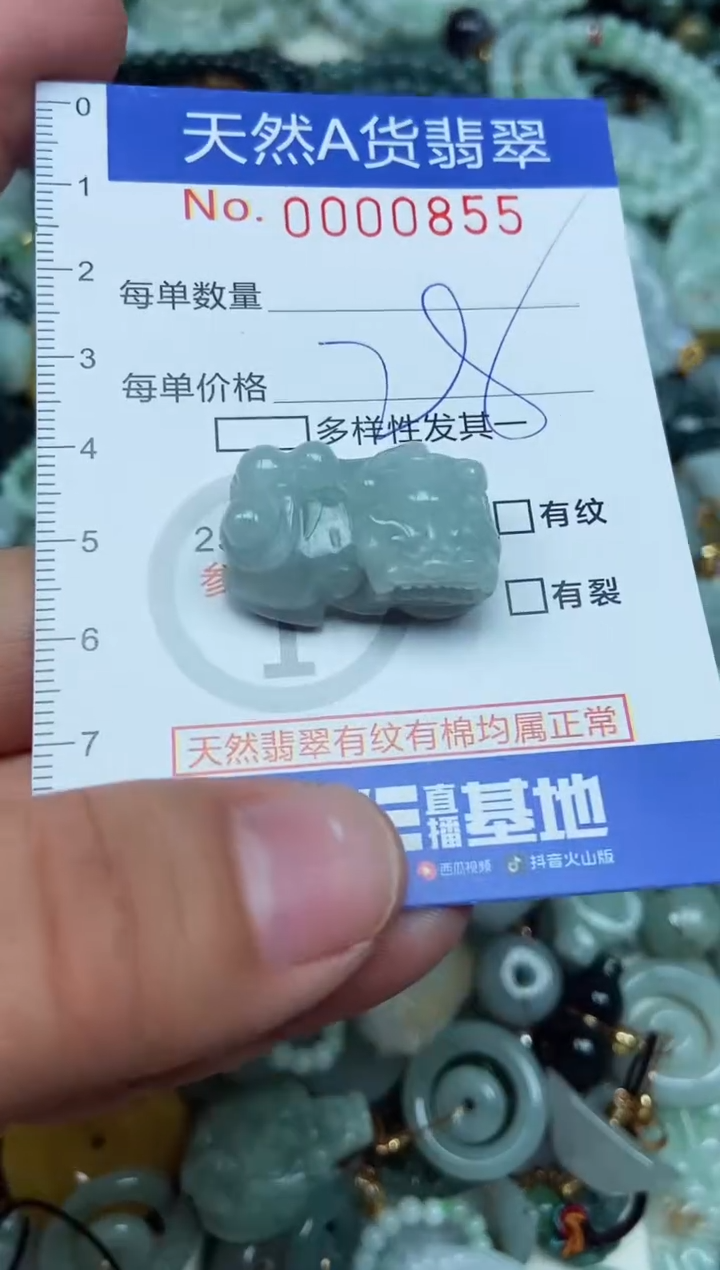 天然A货翡翠
No. 0000855
每单数量
每单价格
多样性发其一
有纹
有裂
天然翡翠有纹有棉均属正常
直播基地
西瓜视频 抖音火山版
0
1
2
3
4
5
6
7